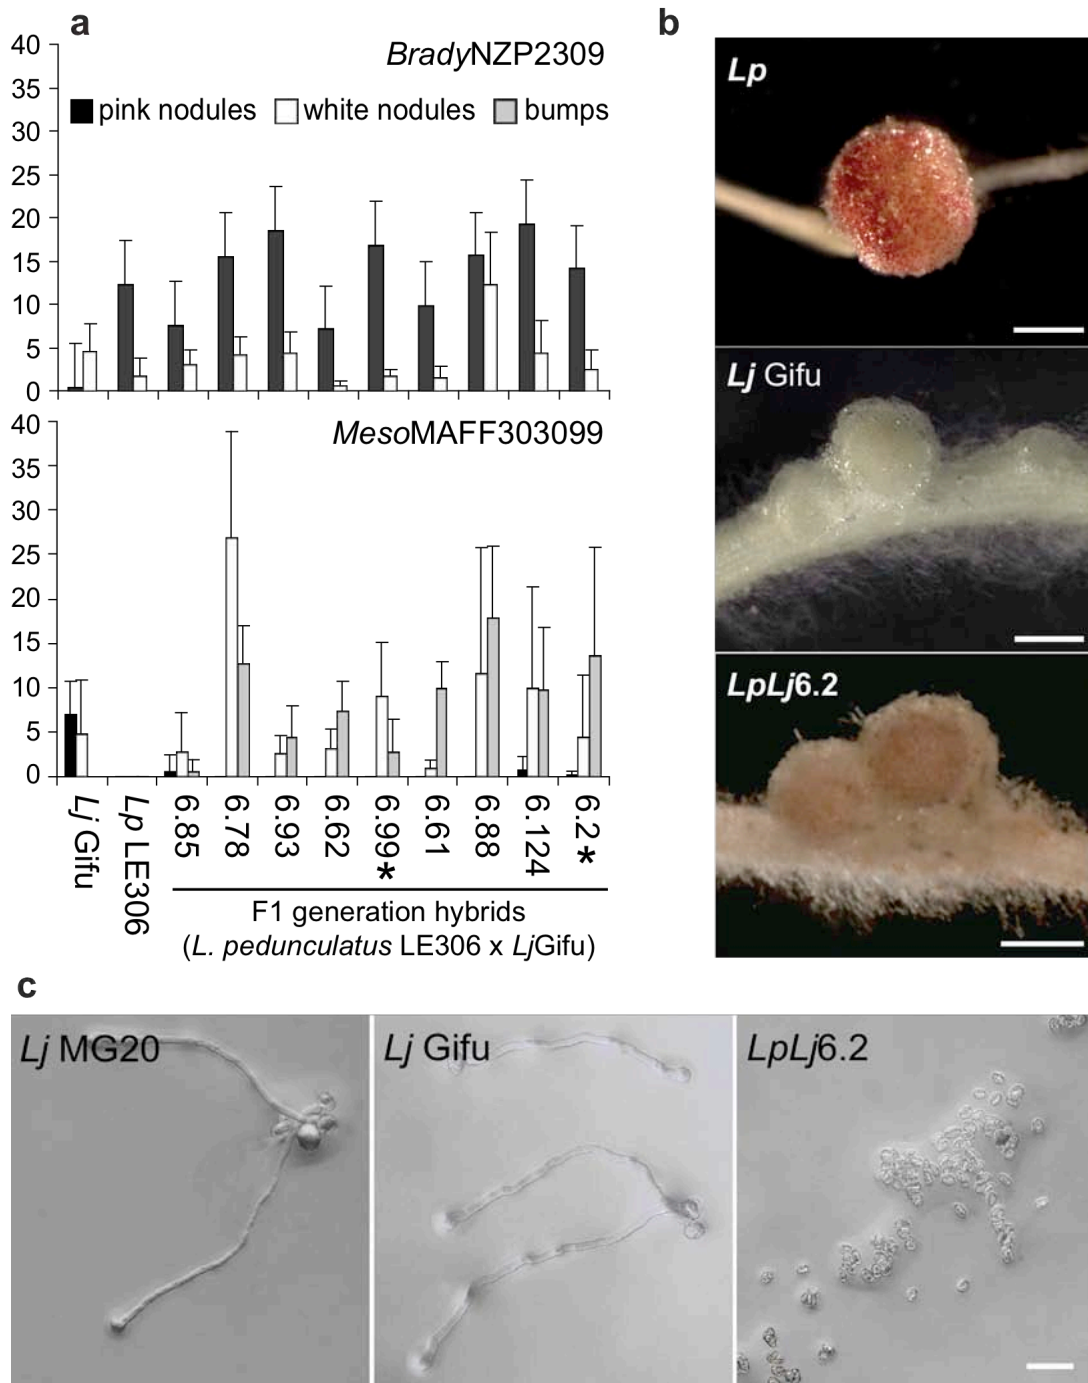 a
BradyNZP2309
pink nodules white nodules bumps
40
35
30
25
20
15
10
5
0
MesoMAFF303099
40
35
30
25
20
15
10
5
0
Lj Gifu
Lp LE306
6.85
6.78
6.93
6.62
6.99*
6.61
6.88
6.124
6.2*
F1 generation hybrids
(L. pedunculatus LE306 x LjGifu)
b
Lp
Lj Gifu
LpLj6.2
c
Lj MG20
Lj Gifu
LpLj6.2